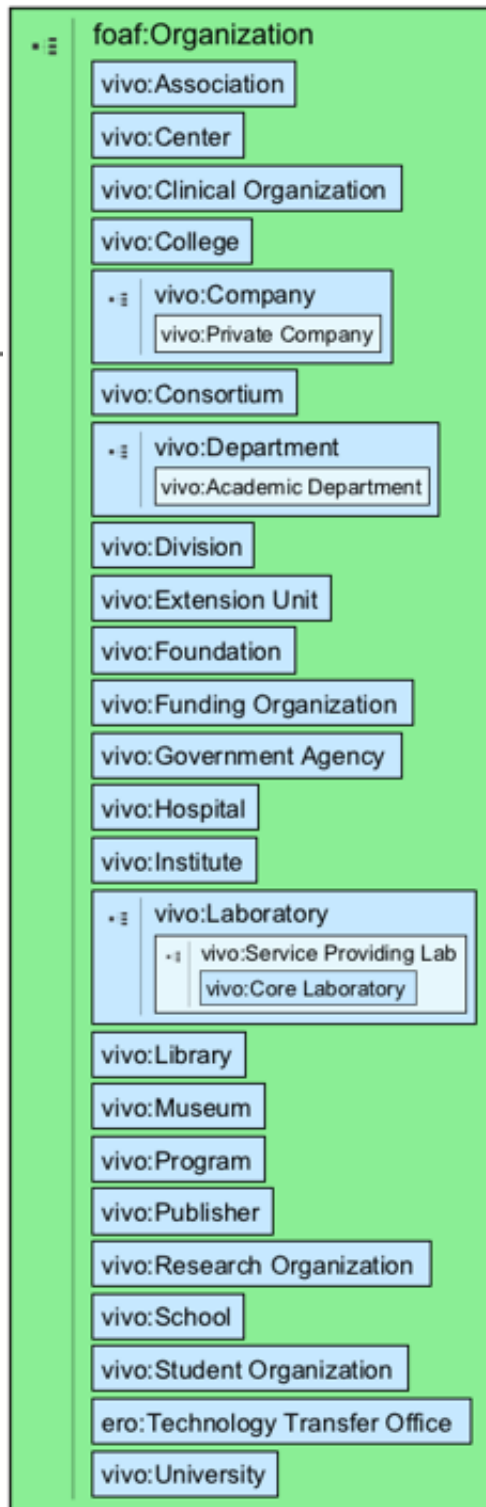 foaf:Organization
vivo:Association
vivo:Center
vivo:Clinical Organization
vivo:College
vivo:Company
vivo:Private Company
vivo:Consortium
vivo:Department
vivo:Academic Department
vivo:Division
vivo:Extension Unit
vivo:Foundation
vivo:Funding Organization
vivo:Government Agency
vivo:Hospital
vivo:Institute
vivo:Laboratory
vivo:Service Providing Lab
vivo:Core Laboratory
vivo:Library
vivo:Museum
vivo:Program
vivo:Publisher
vivo:Research Organization
vivo:School
vivo:Student Organization
ero:Technology Transfer Office
vivo:University